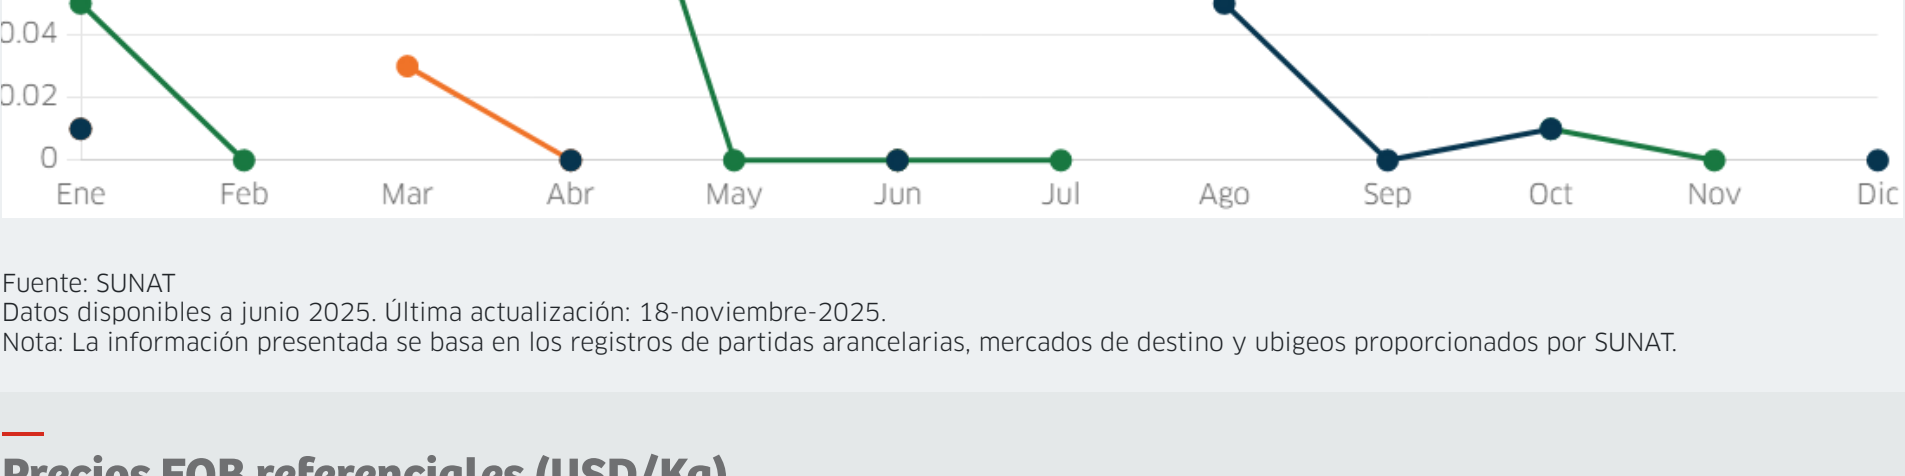 0.04
0.02
0
Ene Feb Mar Abr May Jun Jul Ago Sep Oct Nov Dic
Fuente: SUNAT
Datos disponibles a junio 2025. Última actualización: 18-noviembre-2025.
Nota: La información presentada se basa en los registros de partidas arancelarias, mercados de destino y ubigeos proporcionados por SUNAT.
Precios FOB referenciales (USD/Kg)